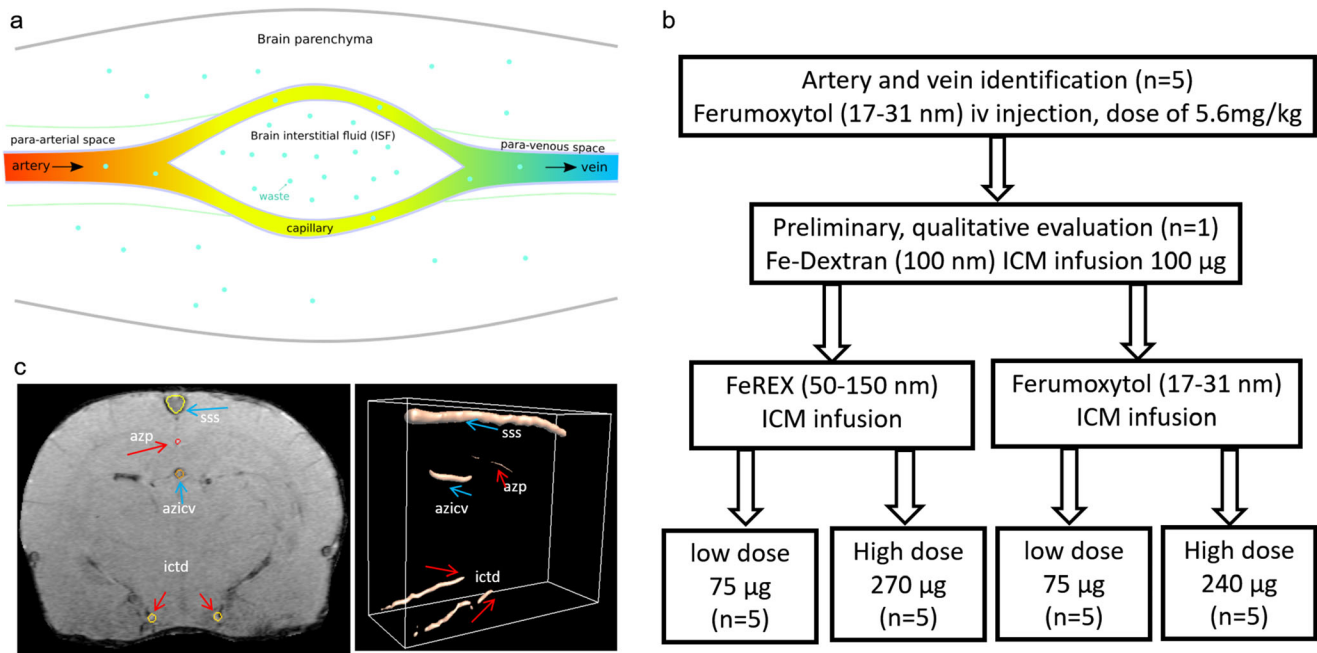 a
Brain parenchyma
para-arterial space
Brain interstitial fluid (ISF)
para-venous space
artery
vein
waste
capillary
b
Artery and vein identification (n=5)
Ferumoxytol (17-31 nm) iv injection, dose of 5.6mg/kg
Preliminary, qualitative evaluation (n=1)
Fe-Dextran (100 nm) ICM infusion 100 µg
FeREX (50-150 nm)
ICM infusion
Ferumoxytol (17-31 nm)
ICM infusion
low dose
75 µg
(n=5)
High dose
270 µg
(n=5)
low dose
75 µg
(n=5)
High dose
240 µg
(n=5)
c
sss
azp
azicv
ictd
sss
azp
azicv
ictd